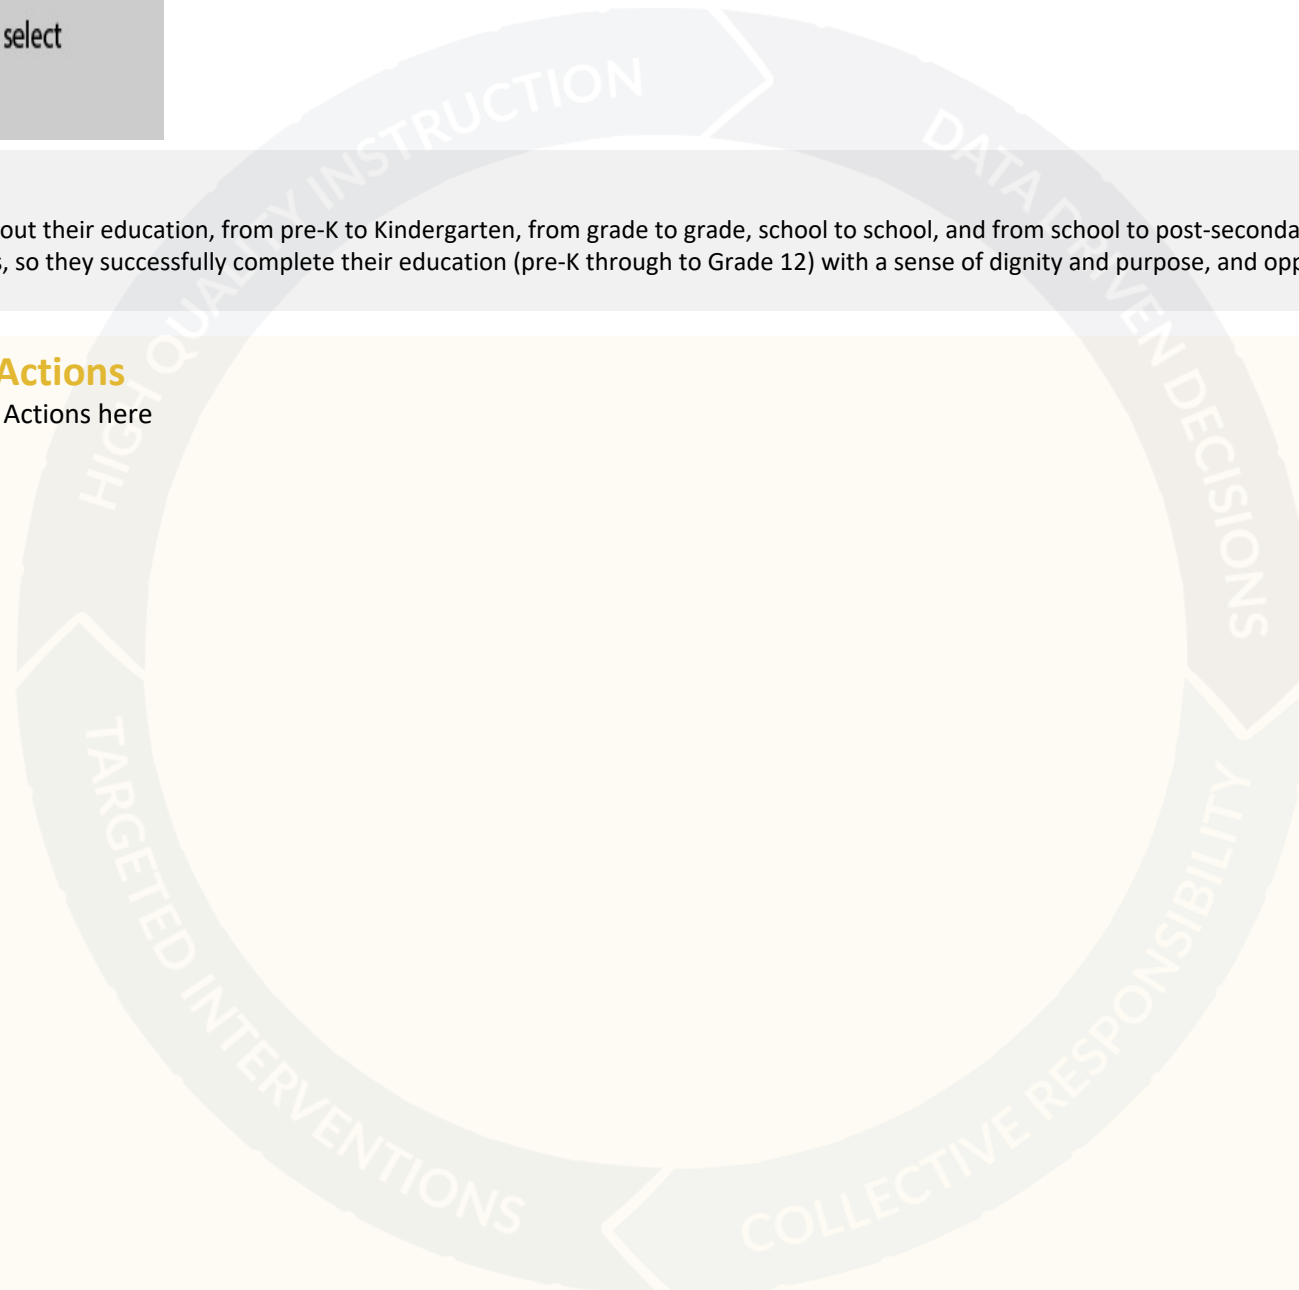 select
HIGH QUALITY INSTRUCTION
DATA DRIVEN DECISIONS
out their education, from pre-K to Kindergarten, from grade to grade, school to school, and from school to post-seconda
, so they successfully complete their education (pre-K through to Grade 12) with a sense of dignity and purpose, and opp
Actions
Actions here
TARGETED INTERVENTIONS
COLLECTIVE RESPONSIBILITY